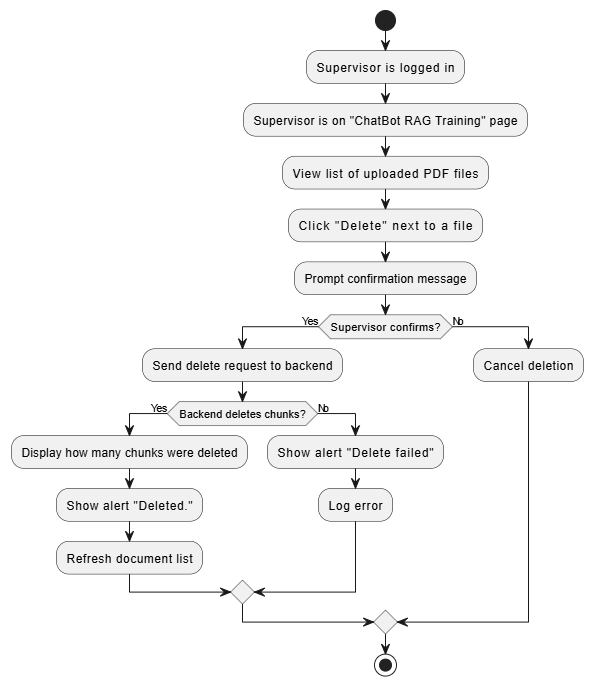 Supervisor is logged in
Supervisor is on "ChatBot RAG Training" page
View list of uploaded PDF files
Click "Delete" next to a file
Prompt confirmation message
Yes
Supervisor confirms?
No
Send delete request to backend
Cancel deletion
Yes
Backend deletes chunks?
No
Display how many chunks were deleted
Show alert "Delete failed"
Show alert "Deleted."
Log error
Refresh document list